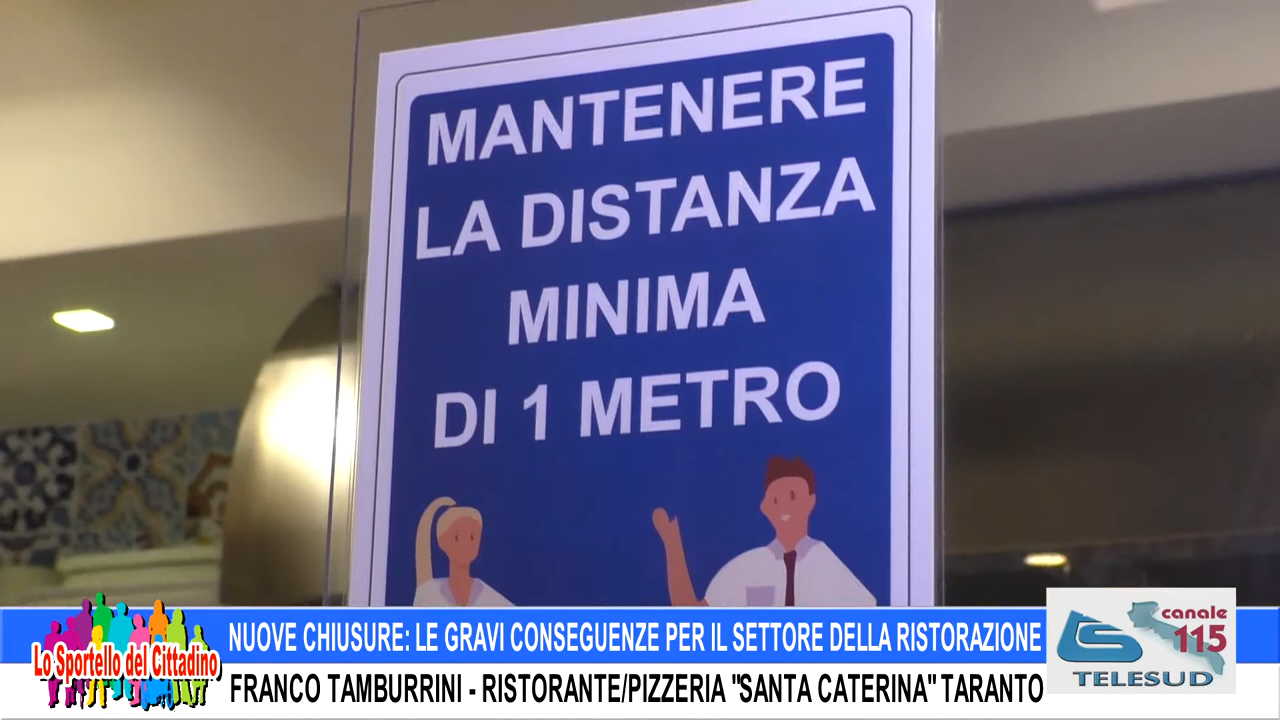 MANTENERE
LA DISTANZA
MINIMA
DI 1 METRO
NUOVE CHIUSURE: LE GRAVI CONSEGUENZE PER IL SETTORE DELLA RISTORAZIONE
Lo Sportello del Cittadino
FRANCO TAMBURRINI - RISTORANTE/PIZZERIA "SANTA CATERINA" TARANTO
canale
115
TELESUD